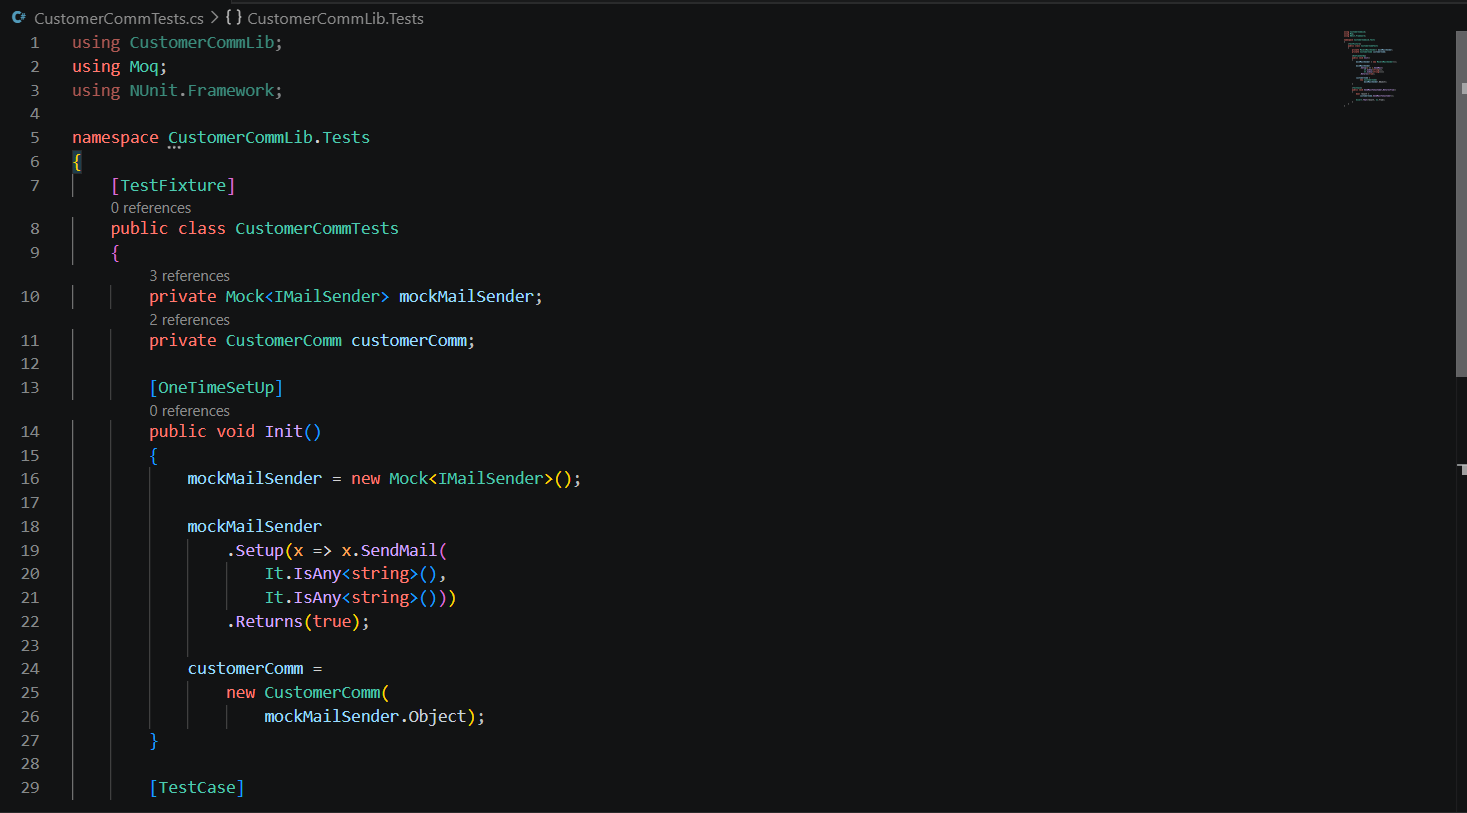 C# CustomerCommTests.cs > {} CustomerCommLib.Tests
1 using CustomerCommLib;
2 using Moq;
3 using NUnit.Framework;
4
5 namespace CustomerCommLib.Tests
6 {
7 [TestFixture]
0 references
8 public class CustomerCommTests
9 {
3 references
10 private Mock<IMailSender> mockMailSender;
2 references
11 private CustomerComm customerComm;
12
13 [OneTimeSetUp]
0 references
14 public void Init()
15 {
16 mockMailSender = new Mock<IMailSender>();
17
18 mockMailSender
19 .Setup(x => x.SendMail(
20 It.IsAny<string>(),
21 It.IsAny<string>()))
22 .Returns(true);
23
24 customerComm =
25 new CustomerComm(
26 mockMailSender.Object);
27 }
28
29 [TestCase]